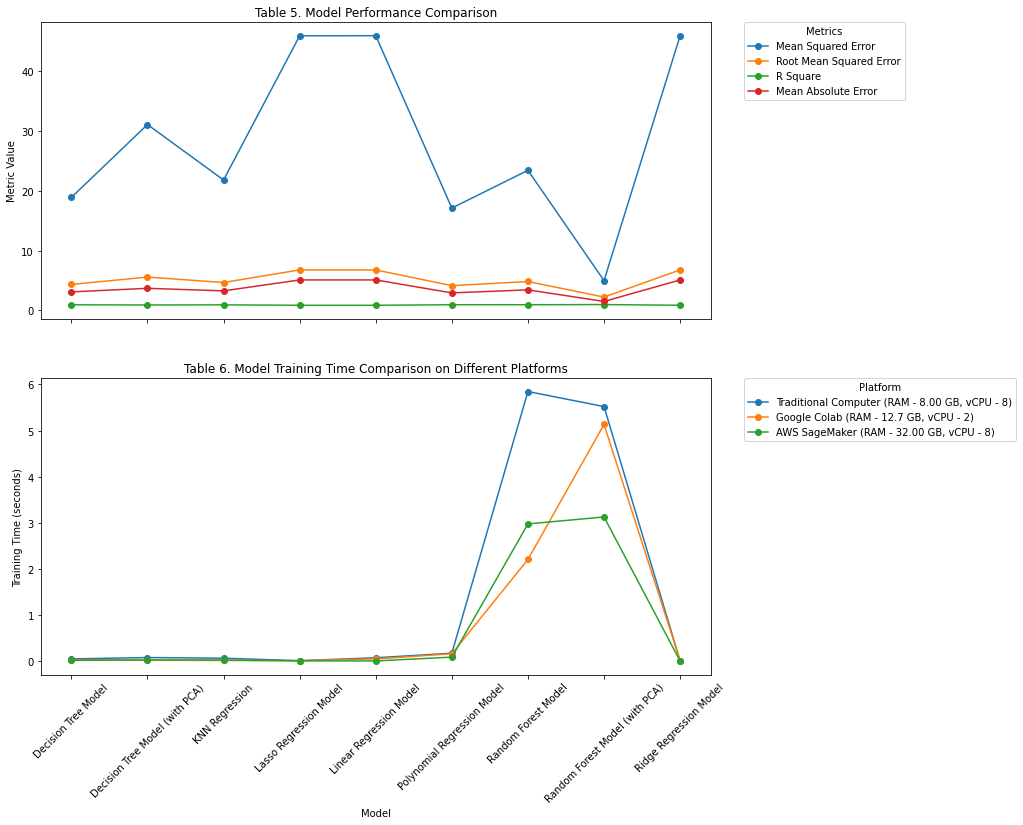 Table 5. Model Performance Comparison
Metric Value
40
30
20
10
0
Metrics
Mean Squared Error
Root Mean Squared Error
R Square
Mean Absolute Error
Table 6. Model Training Time Comparison on Different Platforms
Training Time (seconds)
6
5
4
3
2
1
0
Platform
Traditional Computer (RAM - 8.00 GB, vCPU - 8)
Google Colab (RAM - 12.7 GB, vCPU - 2)
AWS SageMaker (RAM - 32.00 GB, vCPU - 8)
Decision Tree Model
Decision Tree Model (with PCA)
KNN Regression
Lasso Regression Model
Linear Regression Model
Polynomial Regression Model
Random Forest Model
Random Forest Model (with PCA)
Ridge Regression Model
Model